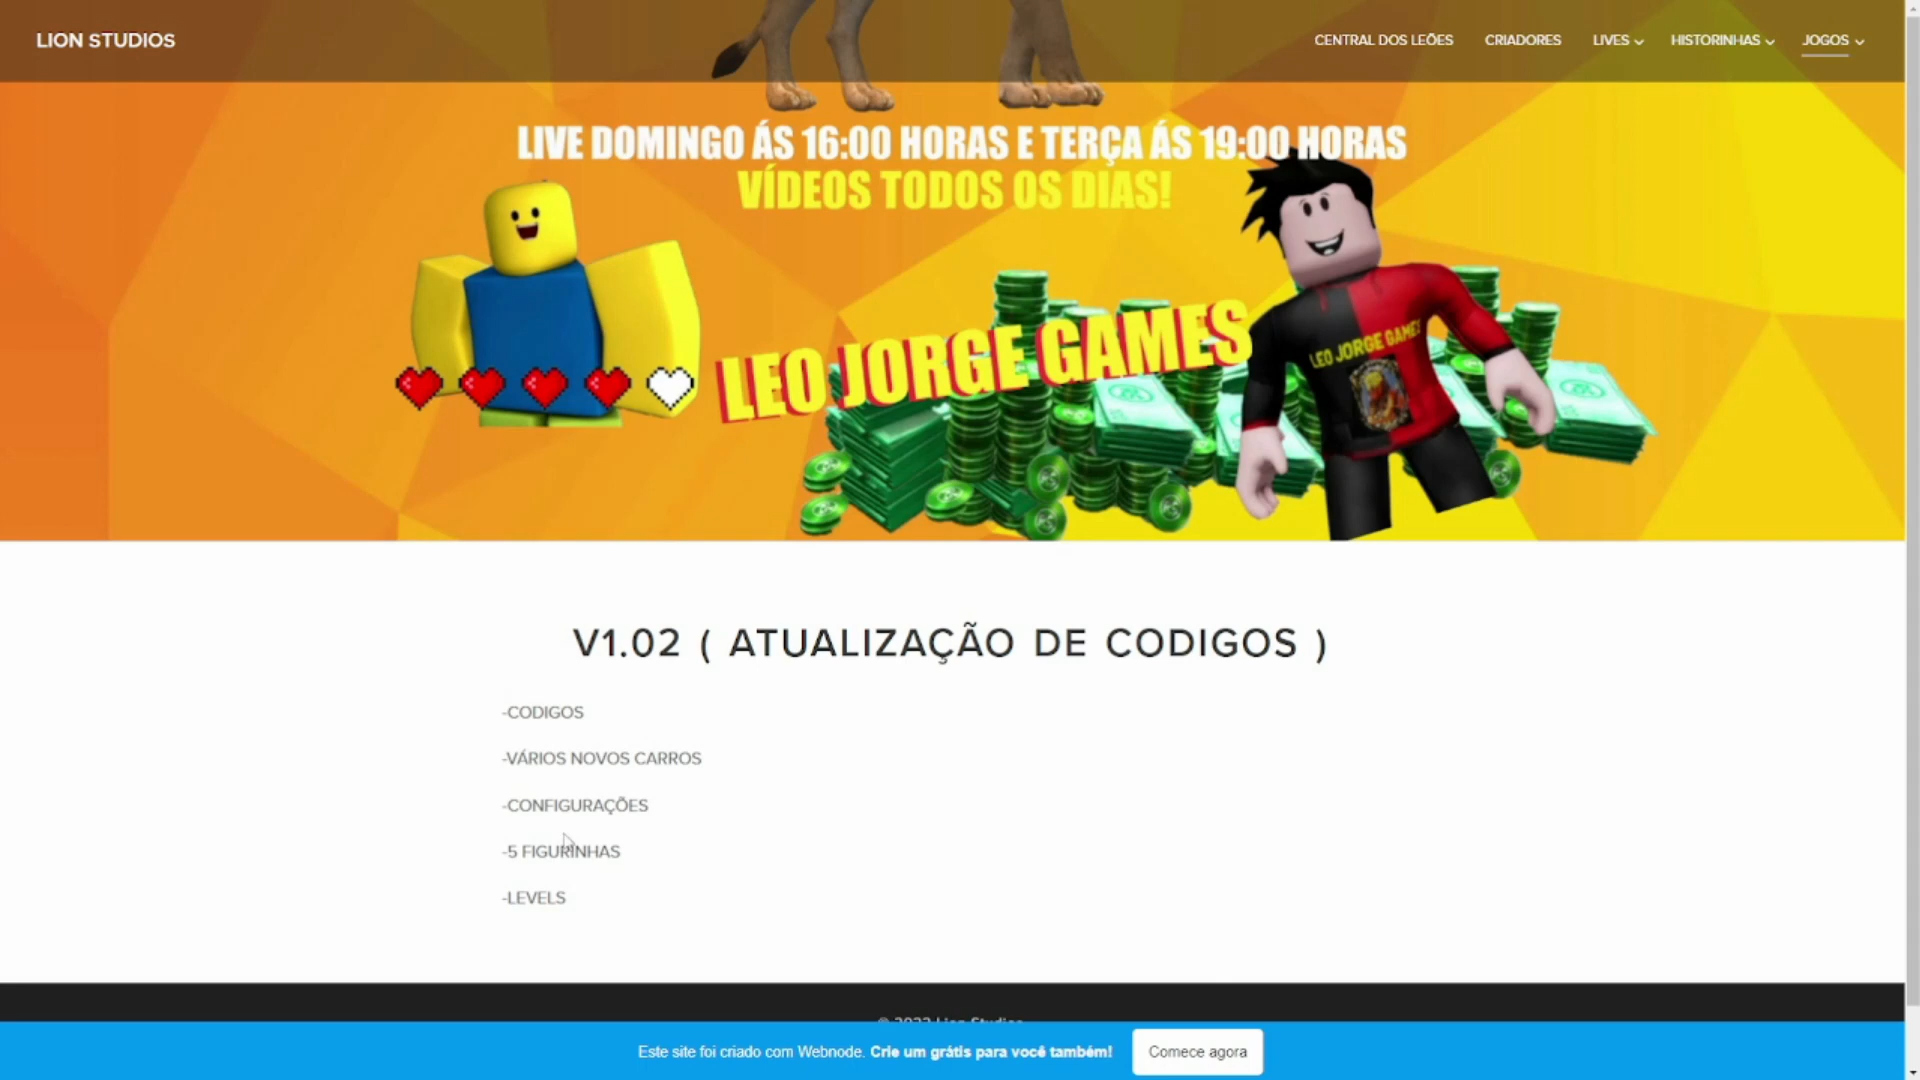 LION STUDIOS
CENTRAL DOS LEÕES CRIADORES LIVES HISTORINHAS JOGOS
LIVE DOMINGO ÁS 16:00 HORAS E TERÇA ÁS 19:00 HORAS
VÍDEOS TODOS OS DIAS!
LEO JORGE GAMES
LEO JORGE GAMES
V1.02 ( ATUALIZAÇÃO DE CODIGOS )
-CODIGOS
-VÁRIOS NOVOS CARROS
-CONFIGURAÇÕES
-5 FIGURINHAS
-LEVELS
Este site foi criado com Webnode. Crie um grátis para você também! Comece agora